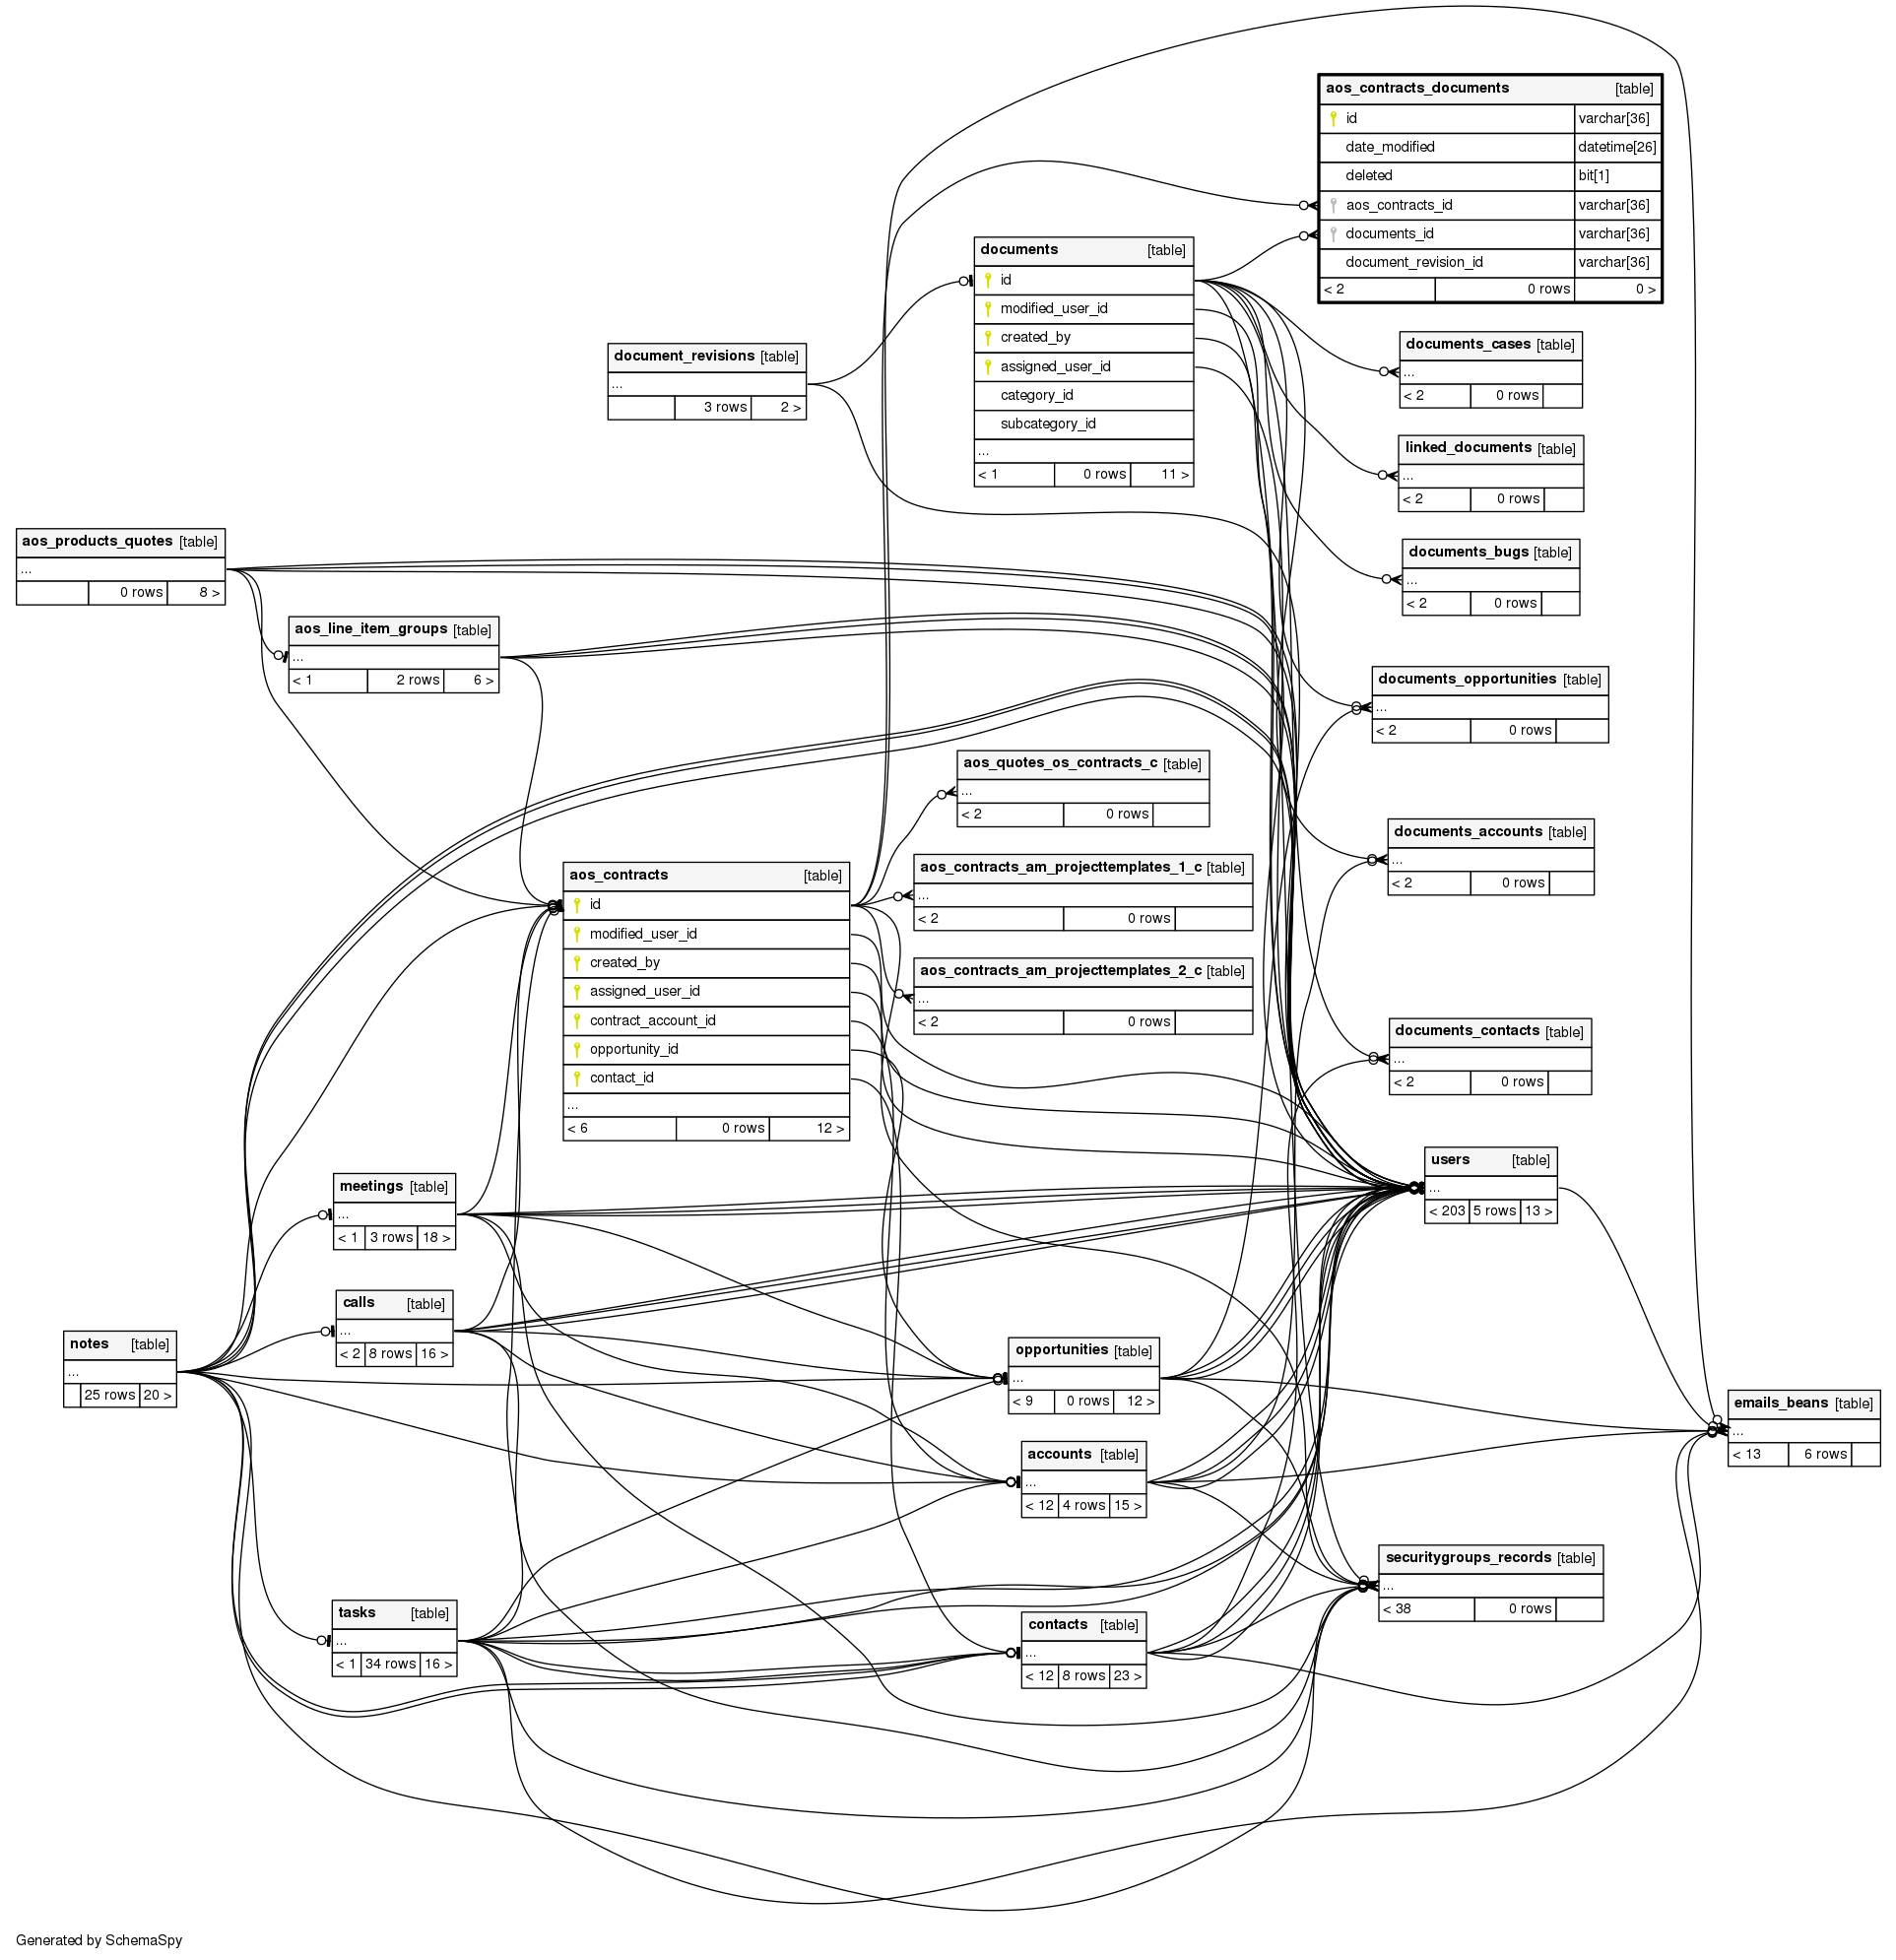 aos_contracts_documents [table]
id varchar[36]
date_modified datetime[26]
deleted bit[1]
aos_contracts_id varchar[36]
documents_id varchar[36]
document_revision_id varchar[36]
< 2 0 rows 0 >
documents [table]
id
modified_user_id
created_by
assigned_user_id
category_id
subcategory_id
...
< 1 0 rows 11 >
documents_cases [table]
...
< 2 0 rows
document_revisions [table]
...
3 rows 2 >
linked_documents [table]
...
< 2 0 rows
aos_products_quotes [table]
...
0 rows 8 >
documents_bugs [table]
...
< 2 0 rows
aos_line_item_groups [table]
...
< 1 2 rows 6 >
documents_opportunities [table]
...
< 2 0 rows
aos_quotes_os_contracts_c [table]
...
< 2 0 rows
documents_accounts [table]
...
< 2 0 rows
aos_contracts [table]
id
modified_user_id
created_by
assigned_user_id
contract_account_id
opportunity_id
contact_id
...
< 6 0 rows 12 >
aos_contracts_am_projecttemplates_1_c [table]
...
< 2 0 rows
aos_contracts_am_projecttemplates_2_c [table]
...
< 2 0 rows
documents_contacts [table]
...
< 2 0 rows
users [table]
...
< 203 5 rows 13 >
meetings [table]
...
< 1 3 rows 18 >
calls [table]
...
< 2 8 rows 16 >
notes [table]
...
25 rows 20 >
opportunities [table]
...
< 9 0 rows 12 >
emails_beans [table]
...
< 13 6 rows
accounts [table]
...
< 12 4 rows 15 >
securitygroups_records [table]
...
< 38 0 rows
tasks [table]
...
< 1 34 rows 16 >
contacts [table]
...
< 12 8 rows 23 >
Generated by SchemaSpy